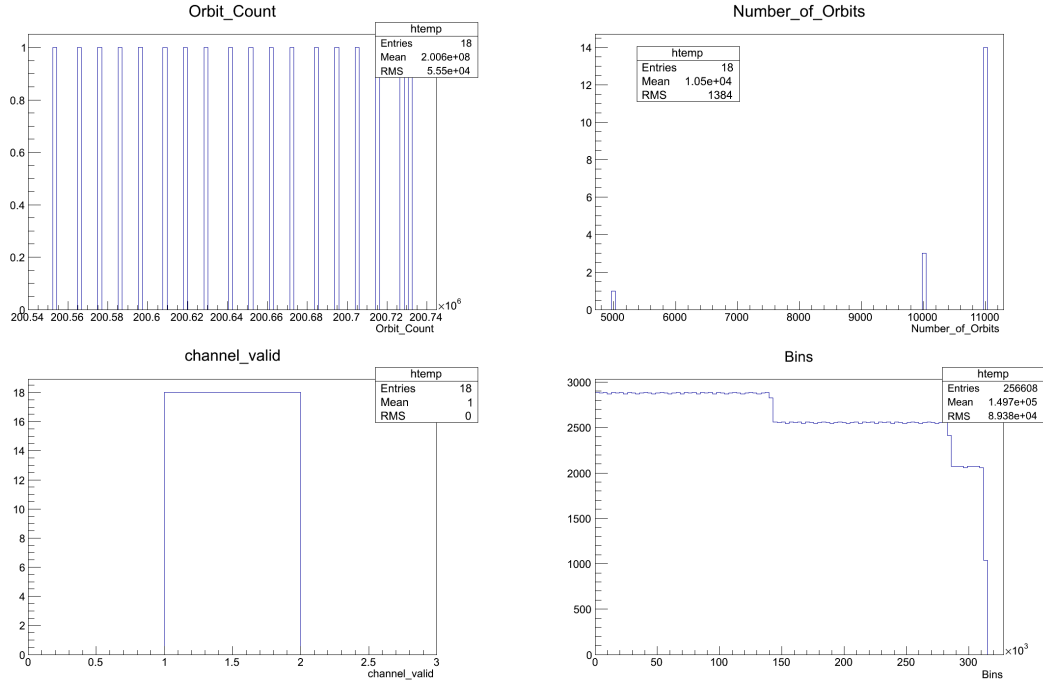 Orbit_Count
htemp
Entries 18
Mean 2.006e+08
RMS 5.55e+04
1
0.8
0.6
0.4
0.2
0
200.54 200.56 200.58 200.6 200.62 200.64 200.66 200.68 200.7 200.72 200.74
×10^6
Orbit_Count
Number_of_Orbits
htemp
Entries 18
Mean 1.05e+04
RMS 1384
14
12
10
8
6
4
2
0
5000 6000 7000 8000 9000 10000 11000
Number_of_Orbits
channel_valid
htemp
Entries 18
Mean 1
RMS 0
18
16
14
12
10
8
6
4
2
0
0 0.5 1 1.5 2 2.5 3
channel_valid
Bins
htemp
Entries 256608
Mean 1.497e+05
RMS 8.938e+04
3000
2500
2000
1500
1000
500
0
0 50 100 150 200 250 300
×10^3
Bins